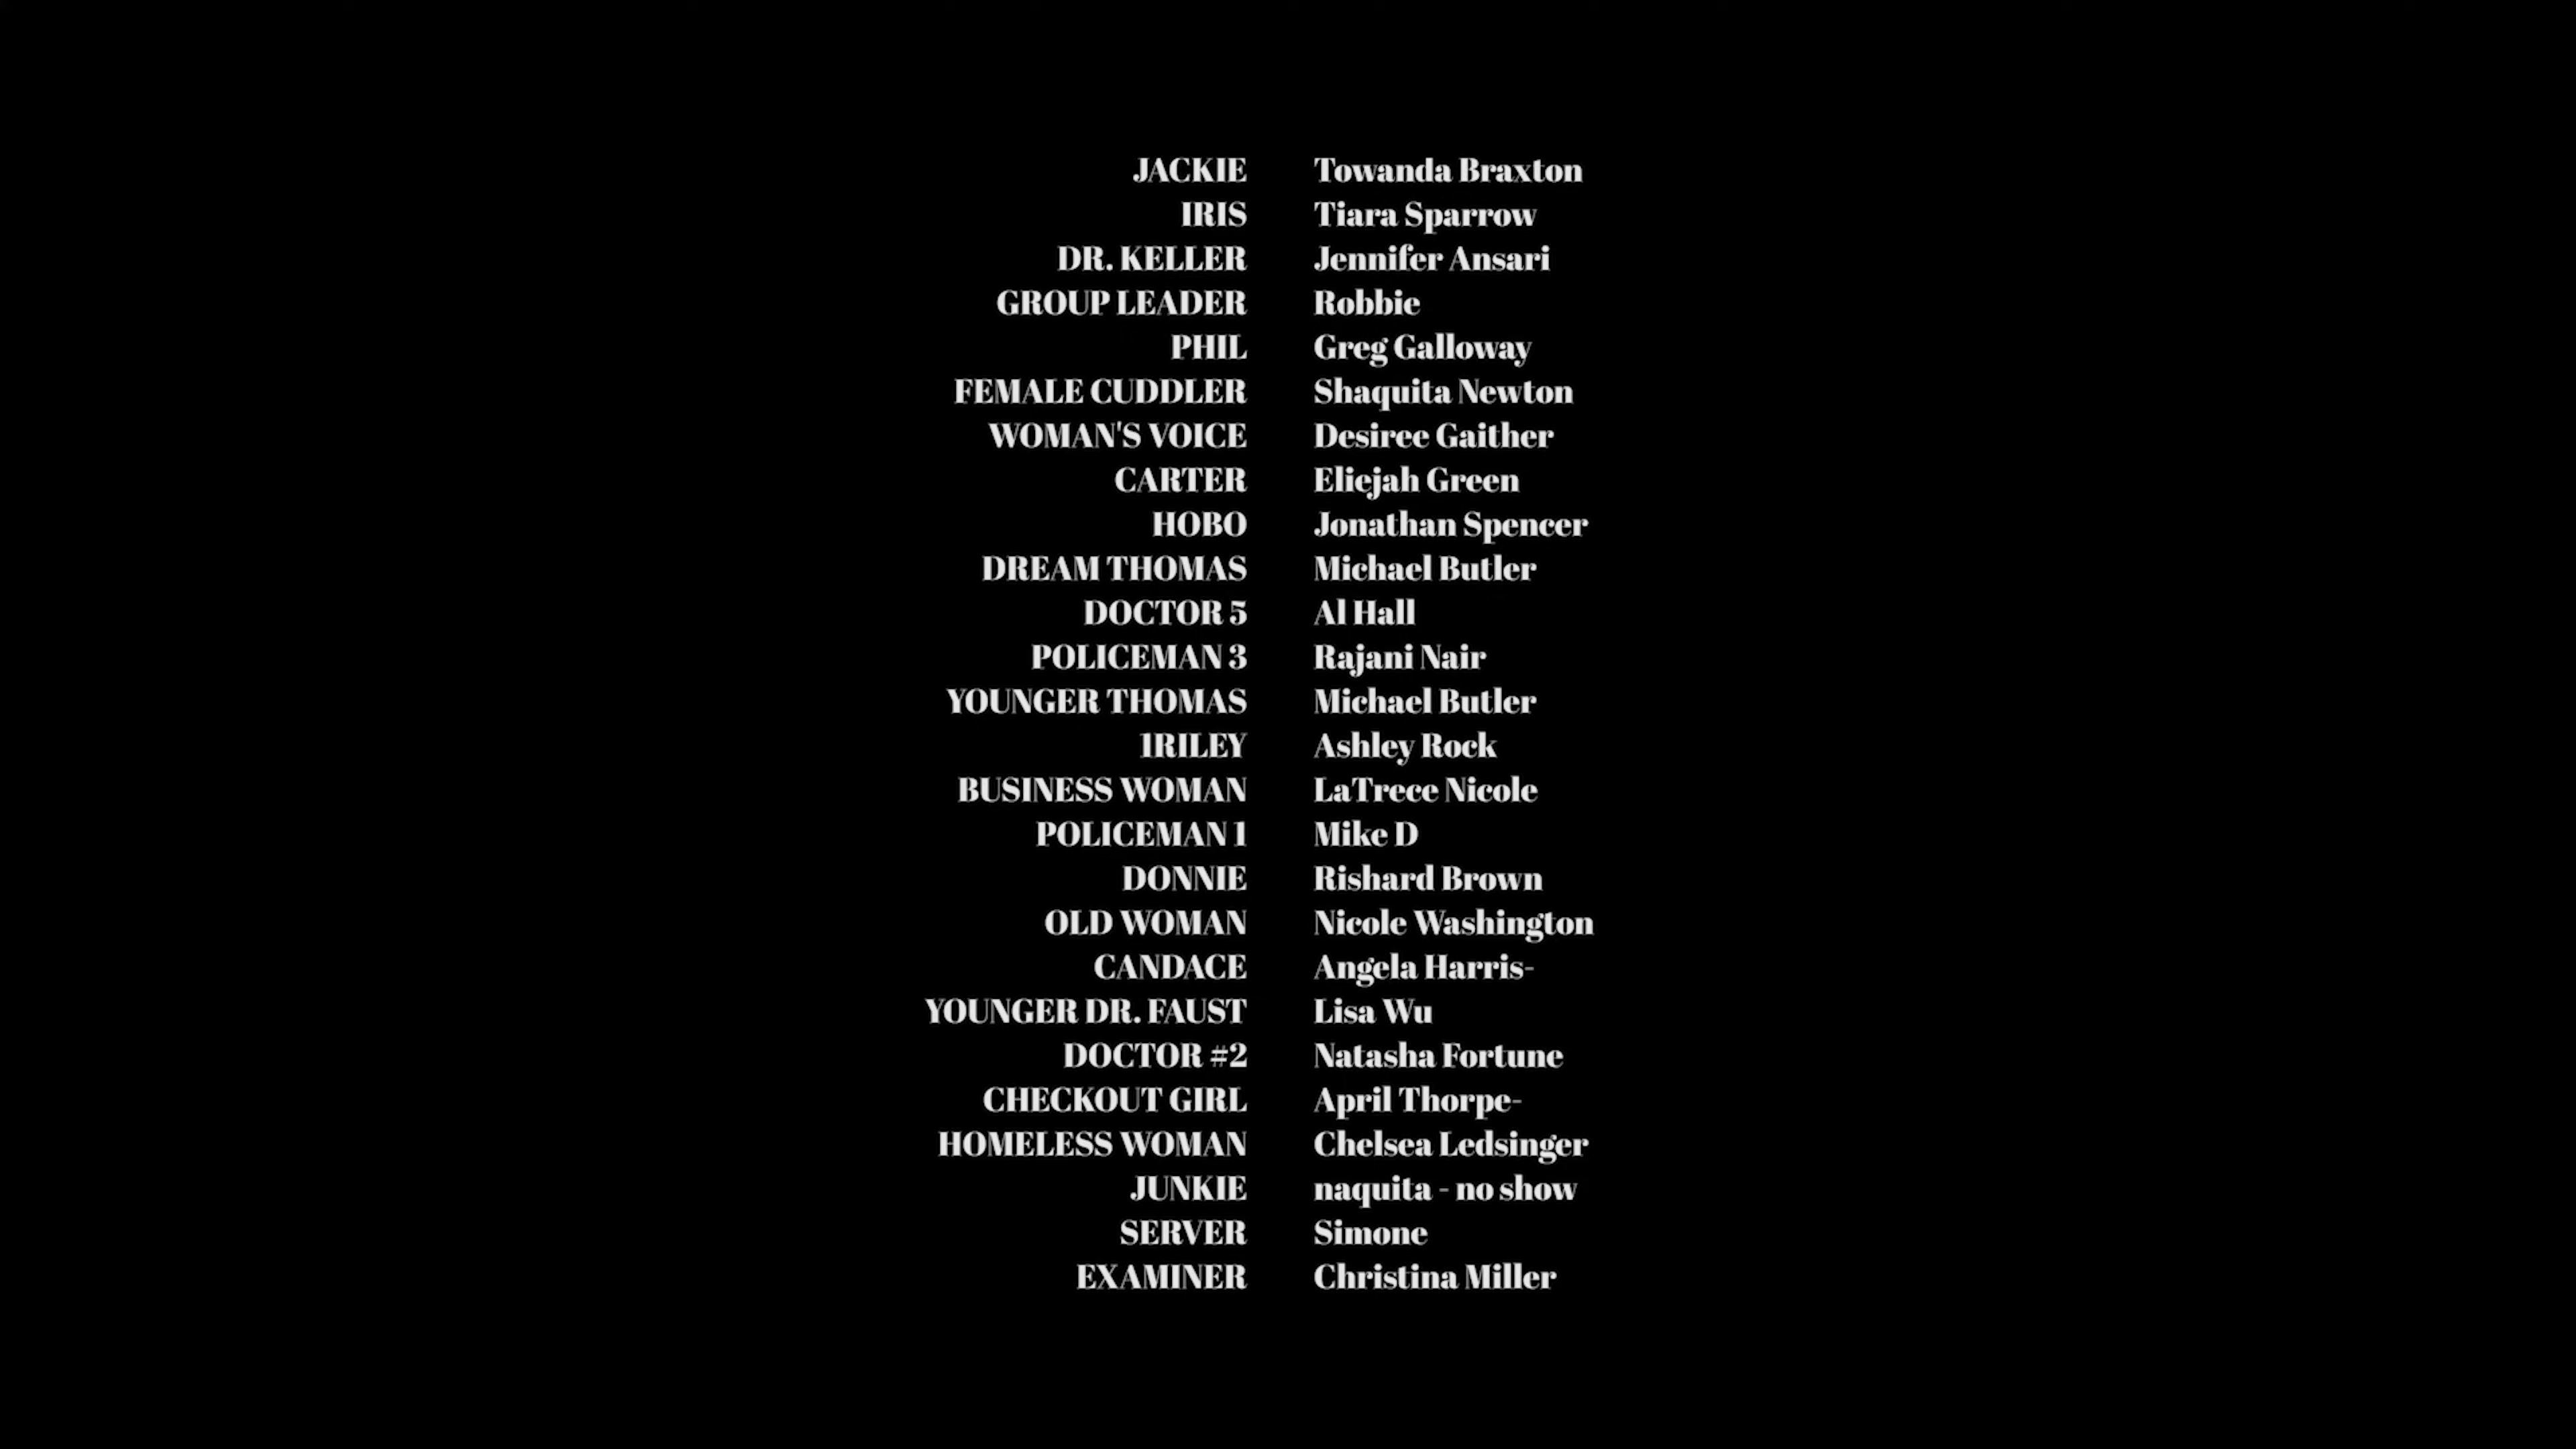 JACKIE Towanda Braxton
IRIS Tiara Sparrow
DR. KELLER Jennifer Ansari
GROUP LEADER Robbie
PHIL Greg Galloway
FEMALE CUDDLER Shaquita Newton
WOMAN'S VOICE Desiree Gaither
CARTER Eliejah Green
HOBO Jonathan Spencer
DREAM THOMAS Michael Butler
DOCTOR 5 Al Hall
POLICEMAN 3 Rajani Nair
YOUNGER THOMAS Michael Butler
1RILEY Ashley Rock
BUSINESS WOMAN LaTrece Nicole
POLICEMAN 1 Mike D
DONNIE Rishard Brown
OLD WOMAN Nicole Washington
CANDACE Angela Harris-
YOUNGER DR. FAUST Lisa Wu
DOCTOR #2 Natasha Fortune
CHECKOUT GIRL April Thorpe-
HOMELESS WOMAN Chelsea Ledsinger
JUNKIE naquita - no show
SERVER Simone
EXAMINER Christina Miller